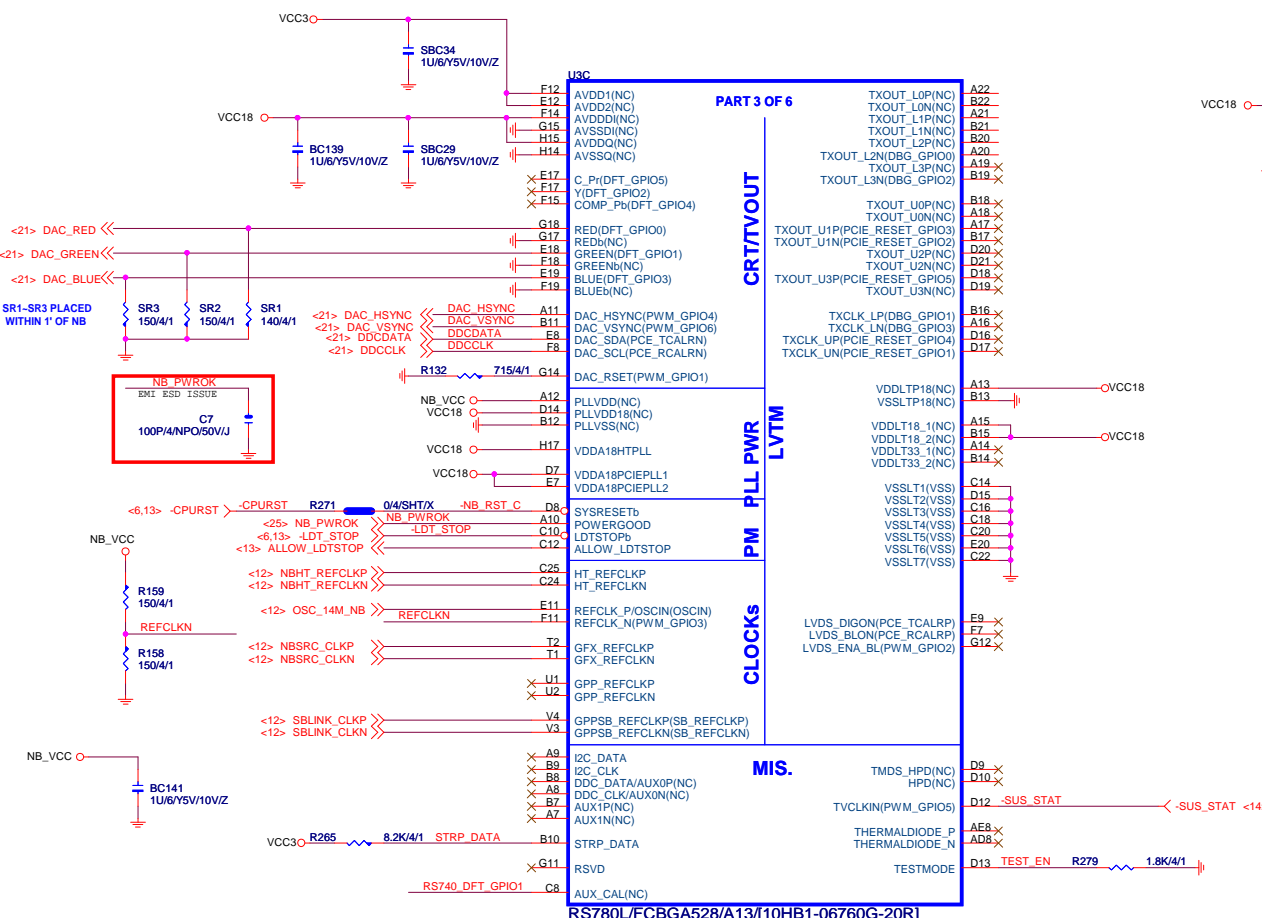 VCC3
SBC34
1U/6/Y5V/10V/Z
VCC18
BC139
1U/6/Y5V/10V/Z
SBC29
1U/6/Y5V/10V/Z
<21> DAC_RED
<21> DAC_GREEN
<21> DAC_BLUE
SR1~SR3 PLACED
WITHIN 1' OF NB
SR3
150/4/1
SR2
150/4/1
SR1
140/4/1
<21> DAC_HSYNC DAC_HSYNC
<21> DAC_VSYNC DAC_VSYNC
<21> DDCDATA DDCDATA
<21> DDCCLK DDCCLK
R132 715/4/1
NB_PWROK
EMI ESD ISSUE
C7
100P/4/NPO/50V/J
NB_VCC
VCC18
VCC18
VCC18
<6,13> -CPURST -CPURST R271 0/4/SHT/X -NB_RST_C
<25> NB_PWROK NB_PWROK
<6,13> -LDT_STOP -LDT_STOP
<13> ALLOW_LDTSTOP
NB_VCC
R159
150/4/1
REFCLKN
R158
150/4/1
<12> NBHT_REFCLKP
<12> NBHT_REFCLKN
<12> OSC_14M_NB
REFCLKN
<12> NBSRC_CLKP
<12> NBSRC_CLKN
<12> SBLINK_CLKP
<12> SBLINK_CLKN
NB_VCC
BC141
1U/6/Y5V/10V/Z
VCC3 R265 8.2K/4/1 STRP_DATA
RS740_DFT_GPIO1
U3C
PART 3 OF 6
F12 AVDD1(NC)
E12 AVDD2(NC)
F14 AVDDDI(NC)
G15 AVSSDI(NC)
H15 AVDDQ(NC)
H14 AVSSQ(NC)
E17 C_Pr(DFT_GPIO5)
F17 Y(DFT_GPIO2)
F15 COMP_Pb(DFT_GPIO4)
G18 RED(DFT_GPIO0)
G17 REDb(NC)
E18 GREEN(DFT_GPIO1)
F18 GREENb(NC)
E19 BLUE(DFT_GPIO3)
F19 BLUEb(NC)
A11 DAC_HSYNC(PWM_GPIO4)
B11 DAC_VSYNC(PWM_GPIO6)
E8 DAC_SDA(PCE_TCALRN)
F8 DAC_SCL(PCE_RCALRN)
G14 DAC_RSET(PWM_GPIO1)
A12 PLLVDD(NC)
D14 PLLVDD18(NC)
B12 PLLVSS(NC)
H17 VDDA18HTPLL
D7 VDDA18PCIEPLL1
E7 VDDA18PCIEPLL2
D8 SYSRESETb
A10 POWERGOOD
C10 LDTSTOPb
C12 ALLOW_LDTSTOP
C25 HT_REFCLKP
C24 HT_REFCLKN
E11 REFCLK_P/OSCIN(OSCIN)
F11 REFCLK_N(PWM_GPIO3)
T2 GFX_REFCLKP
T1 GFX_REFCLKN
U1 GPP_REFCLKP
U2 GPP_REFCLKN
V4 GPPSB_REFCLKP(SB_REFCLKP)
V3 GPPSB_REFCLKN(SB_REFCLKN)
A9 I2C_DATA
B9 I2C_CLK
B8 DDC_DATA/AUX0P(NC)
A8 DDC_CLK/AUX0N(NC)
B7 AUX1P(NC)
A7 AUX1N(NC)
B10 STRP_DATA
G11 RSVD
C8 AUX_CAL(NC)
CRT/TVOUT
LVTM
PLL PWR
PM
CLOCKs
MIS.
TXOUT_L0P(NC) A22
TXOUT_L0N(NC) B22
TXOUT_L1P(NC) A21
TXOUT_L1N(NC) B21
TXOUT_L2P(NC) B20
TXOUT_L2N(DBG_GPIO0) A20
TXOUT_L3P(NC) A19
TXOUT_L3N(DBG_GPIO2) B19
TXOUT_U0P(NC) B18
TXOUT_U0N(NC) A18
TXOUT_U1P(PCIE_RESET_GPIO3) A17
TXOUT_U1N(PCIE_RESET_GPIO2) B17
TXOUT_U2P(NC) D20
TXOUT_U2N(NC) D21
TXOUT_U3P(PCIE_RESET_GPIO5) D18
TXOUT_U3N(NC) D19
TXCLK_LP(DBG_GPIO1) B16
TXCLK_LN(DBG_GPIO3) A16
TXCLK_UP(PCIE_RESET_GPIO4) D16
TXCLK_UN(PCIE_RESET_GPIO1) D17
VDDLTP18(NC) A13 VCC18
VSSLTP18(NC) B13
VDDLT18_1(NC) A15
VDDLT18_2(NC) B15 VCC18
VDDLT33_1(NC) A14
VDDLT33_2(NC) B14
VSSLT1(VSS) C14
VSSLT2(VSS) D15
VSSLT3(VSS) C16
VSSLT4(VSS) C18
VSSLT5(VSS) C20
VSSLT6(VSS) E20
VSSLT7(VSS) C22
LVDS_DIGON(PCE_TCALRP) E9
LVDS_BLON(PCE_RCALRP) F7
LVDS_ENA_BL(PWM_GPIO2) G12
TMDS_HPD(NC) D9
HPD(NC) D10
TVCLKIN(PWM_GPIO5) D12 -SUS_STAT -SUS_STAT <14
THERMALDIODE_P AE8
THERMALDIODE_N AD8
TESTMODE D13 TEST_EN R279 1.8K/4/1
VCC18
RS780L/FCBGA528/A13/[10HB1-06760G-20R]